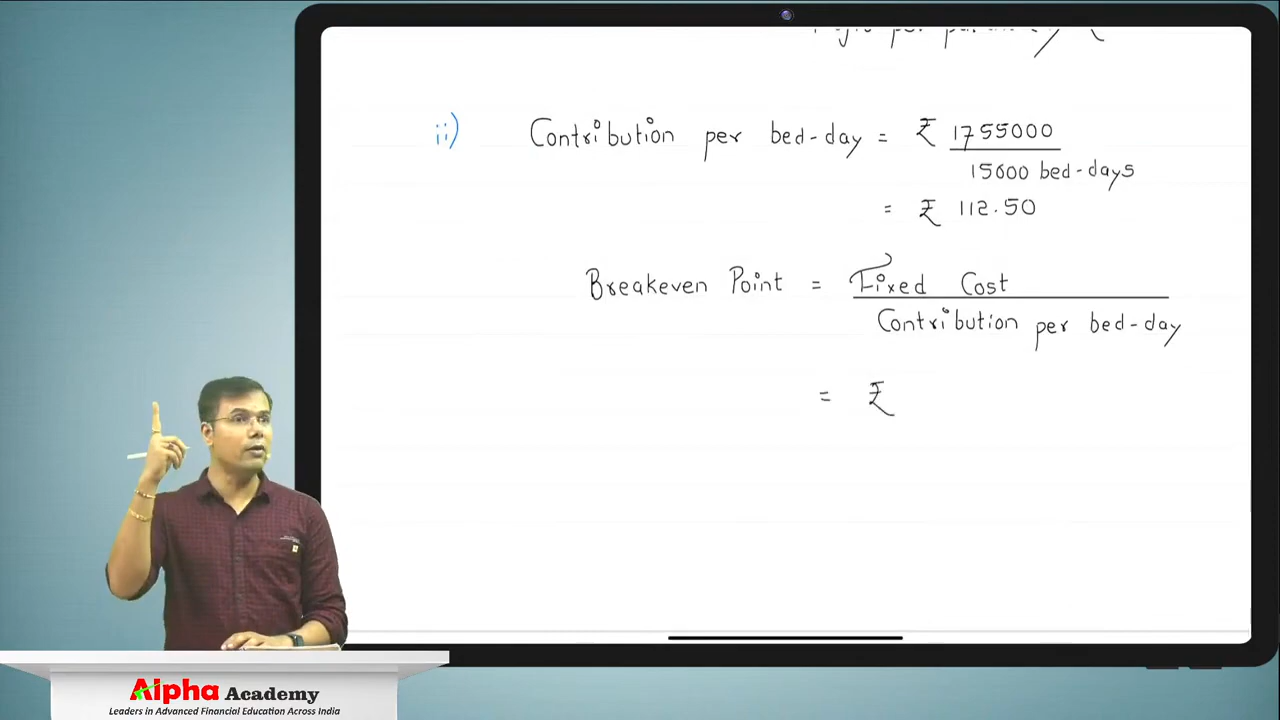 ii) Contribution per bed-day = ₹ 1755000
15600 bed-days
= ₹ 112.50
Breakeven Point = Fixed Cost
Contribution per bed-day
= ₹
Alpha Academy
Leaders in Advanced Financial Education Across India